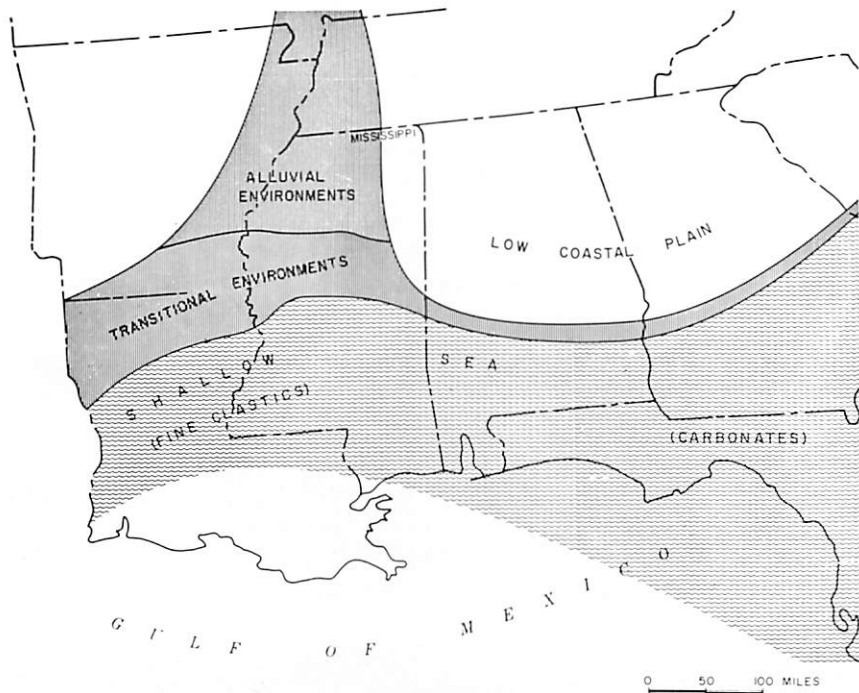 MISSISSIPPI
ALLUVIAL
ENVIRONMENTS
LOW COASTAL PLAIN
TRANSITIONAL ENVIRONMENTS
SHALLOW SEA
(FINE CLASTICS)
(CARBONATES)
GULF OF MEXICO
0 50 100 MILES